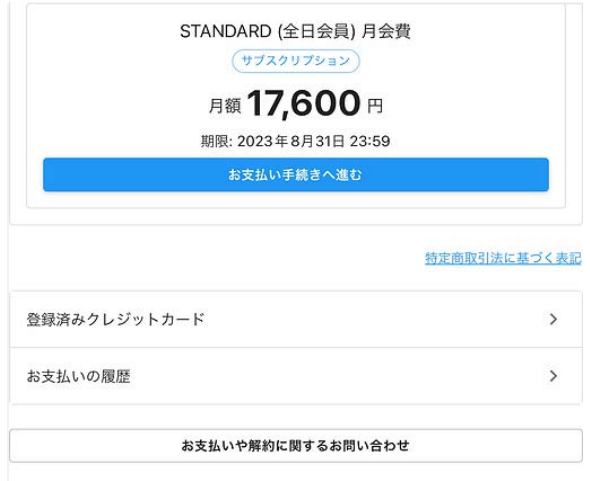 STANDARD (全日会員) 月会費
サブスクリプション
月額 17,600 円
期限: 2023年8月31日 23:59
お支払い手続きへ進む
特定商取引法に基づく表記
登録済みクレジットカード
お支払いの履歴
お支払いや解約に関するお問い合わせ